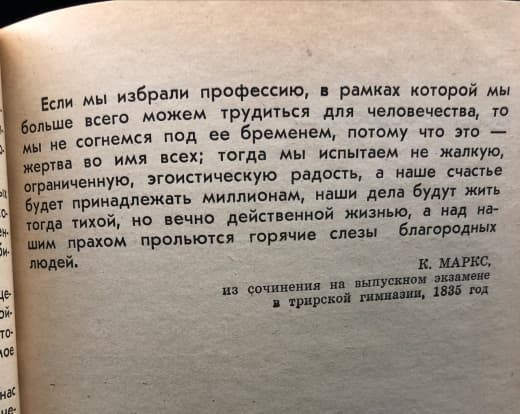 Если мы избрали профессию, в рамках которой мы
больше всего можем трудиться для человечества, то
мы не согнемся под ее бременем, потому что это —
жертва во имя всех; тогда мы испытаем не жалкую,
ограниченную, эгоистическую радость, а наше счастье
будет принадлежать миллионам, наши дела будут жить
тогда тихой, но вечно действенной жизнью, а над на-
шим прахом прольются горячие слезы благородных
людей.
К. МАРКС,
из сочинения на выпускном экзамене
в трирской гимназии, 1835 год